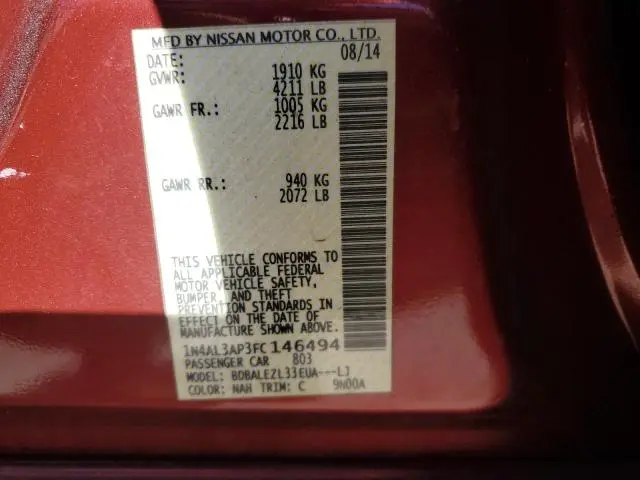 MFD BY NISSAN MOTOR CO., LTD.
DATE: 08/14
GVWR: 1910 KG
4211 LB
GAWR FR.: 1005 KG
2216 LB
GAWR RR.: 940 KG
2072 LB
THIS VEHICLE CONFORMS TO
ALL APPLICABLE FEDERAL
MOTOR VEHICLE SAFETY,
BUMPER, AND THEFT
PREVENTION STANDARDS IN
EFFECT ON THE DATE OF
MANUFACTURE SHOWN ABOVE.
1N4AL3AP3FC146494
PASSENGER CAR 803
MODEL: BDBALEZL33EUA---LJ
COLOR: NAH TRIM: C 9N00A